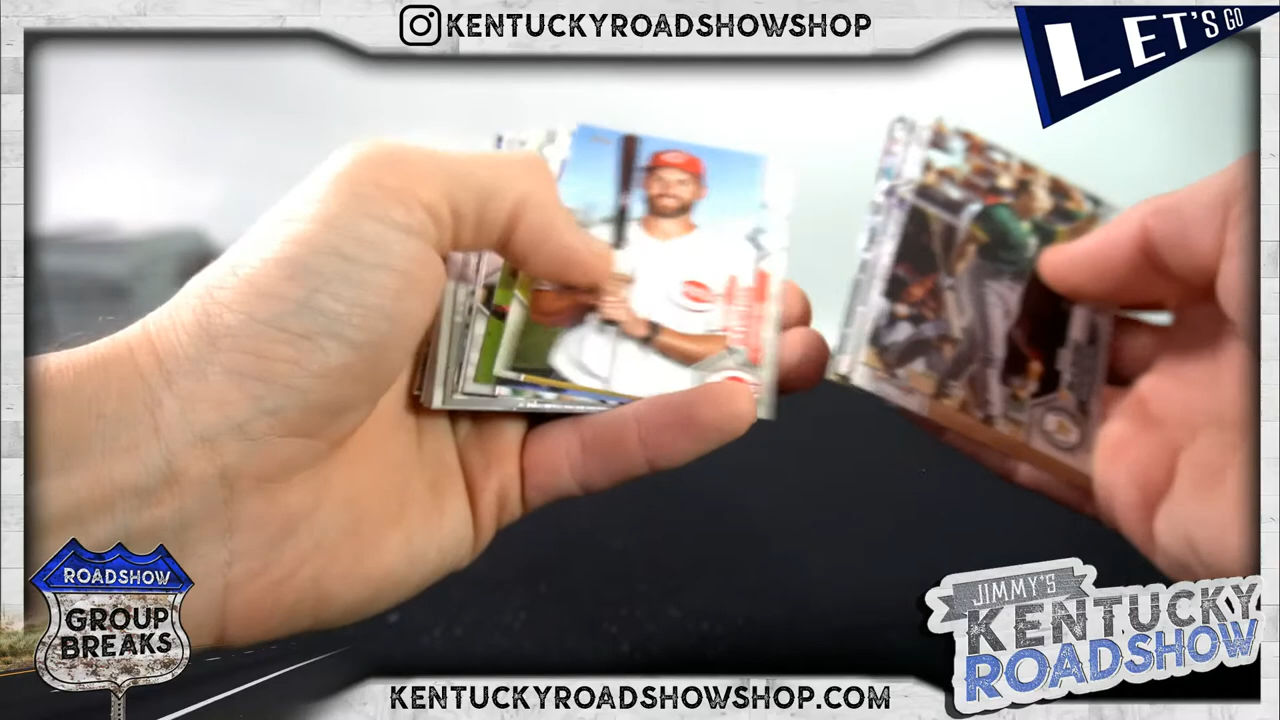 KENTUCKYROADSHOWSHOP
LET'S GO
ROADSHOW
GROUP
BREAKS
JIMMY'S
KENTUCKY
ROADSHOW
KENTUCKYROADSHOWSHOP.COM